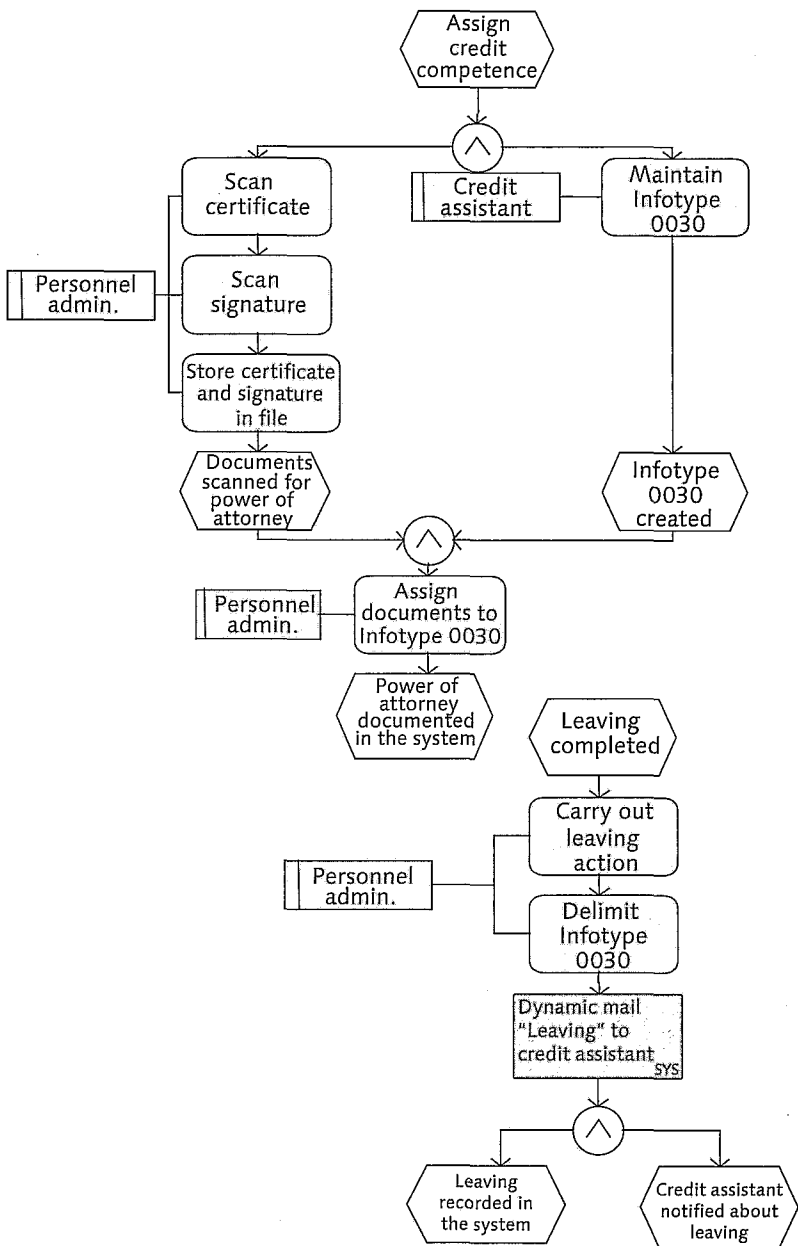 Assign
credit
competence
Scan
certificate
Credit
assistant
Maintain
Infotype
0030
Personnel
admin.
Scan
signature
Store certificate
and signature
in file
Documents
scanned for
power of
attorney
Infotype
0030
created
Personnel
admin.
Assign
documents to
Infotype 0030
Power of
attorney
documented
in the system
Leaving
completed
Carry out
leaving
action
Personnel
admin.
Delimit
Infotype
0030
Dynamic mail
"Leaving" to
credit assistant
SYS
Leaving
recorded in
the system
Credit assistant
notified about
leaving